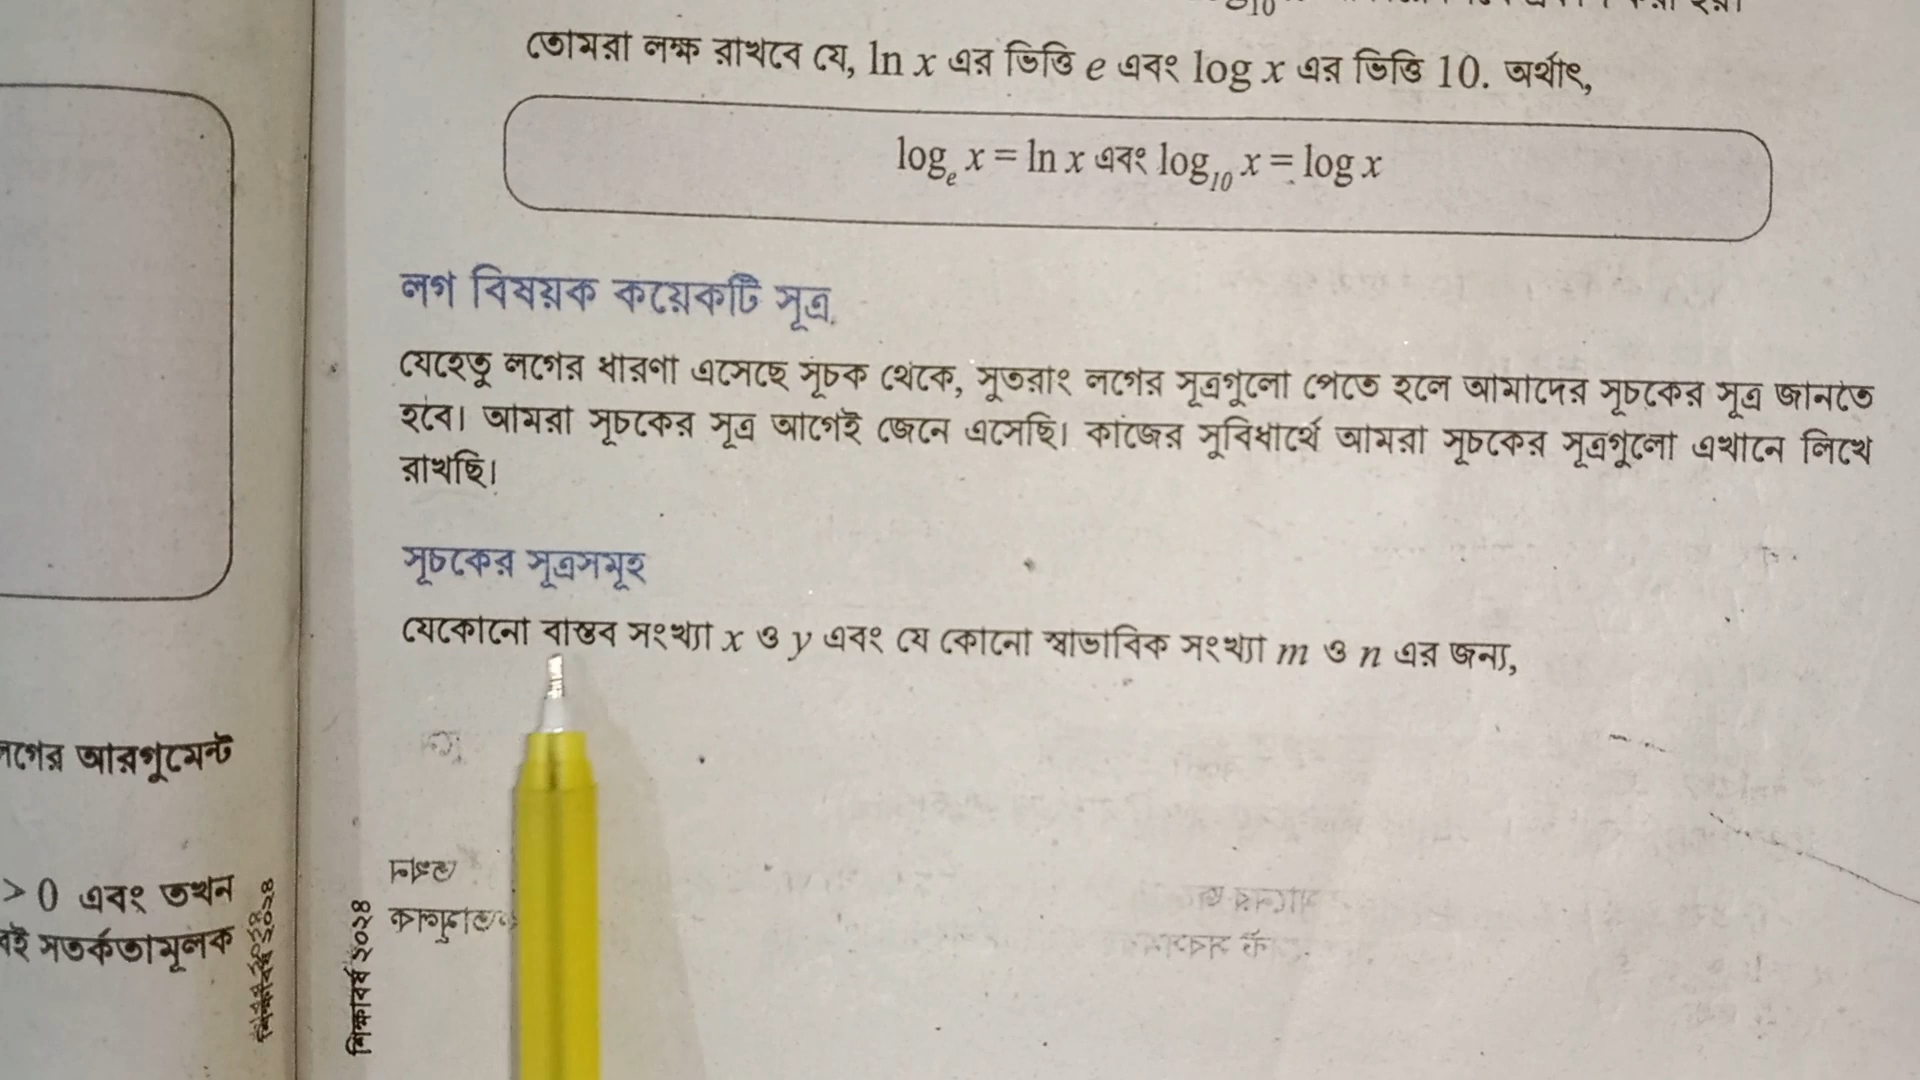 তোমরা লক্ষ রাখবে যে, ln x এর ভিত্তি e এবং log x এর ভিত্তি 10. অর্থাৎ,
logₑ x = ln x এবং log₁₀ x = log x
লগ বিষয়ক কয়েকটি সূত্র
যেহেতু লগের ধারণা এসেছে সূচক থেকে, সুতরাং লগের সূত্রগুলো পেতে হলে আমাদের সূচকের সূত্র জানতে
হবে। আমরা সূচকের সূত্র আগেই জেনে এসেছি। কাজের সুবিধার্থে আমরা সূচকের সূত্রগুলো এখানে লিখে
রাখছি।
সূচকের সূত্রসমূহ
যেকোনো বাস্তব সংখ্যা x ও y এবং যে কোনো স্বাভাবিক সংখ্যা m ও n এর জন্য,
লগের আরগুমেন্ট
> 0 এবং তখন
সতর্কতামূলক
শিক্ষাবর্ষ ২০২৪
শিক্ষাবর্ষ ২০২৪